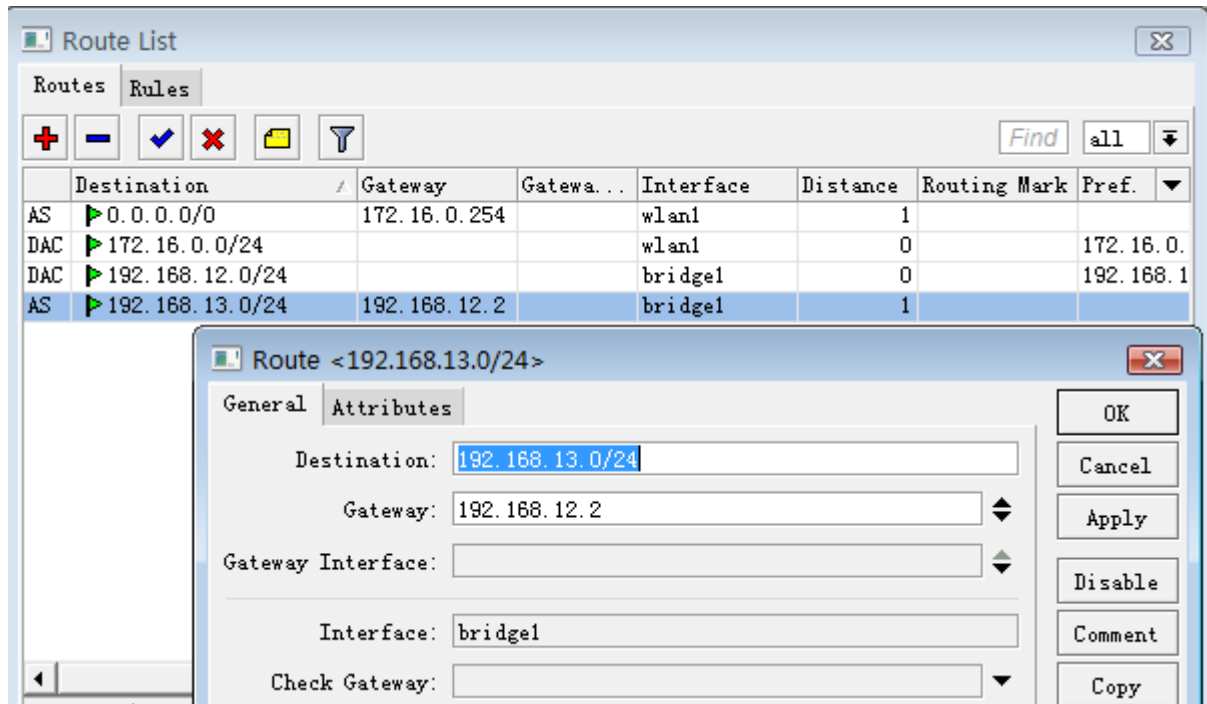 Route List
Routes Rules
Find all
Destination Gateway Gatewa... Interface Distance Routing Mark Pref.
AS 0.0.0.0/0 172.16.0.254 wlan1 1
DAC 172.16.0.0/24 wlan1 0 172.16.0.
DAC 192.168.12.0/24 bridge1 0 192.168.1
AS 192.168.13.0/24 192.168.12.2 bridge1 1
Route <192.168.13.0/24>
General Attributes
OK
Destination: 192.168.13.0/24
Cancel
Gateway: 192.168.12.2
Apply
Gateway Interface:
Disable
Interface: bridge1
Comment
Check Gateway:
Copy